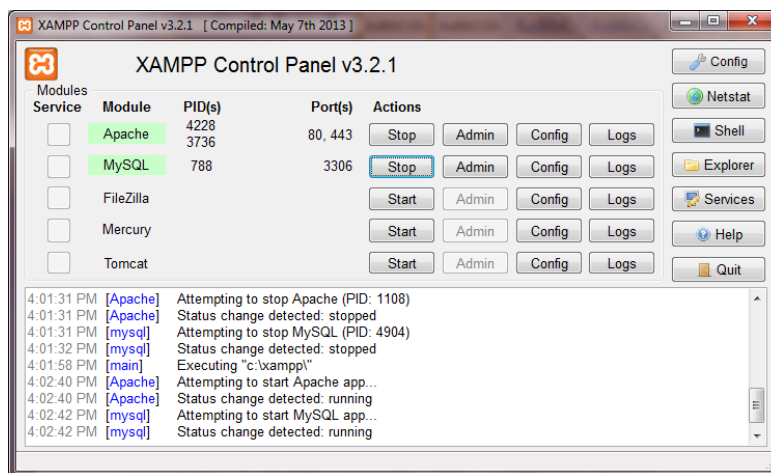 XAMPP Control Panel v3.2.1 [ Compiled: May 7th 2013 ]
XAMPP Control Panel v3.2.1 Config
Modules
Service Module PID(s) Port(s) Actions Netstat
Apache 4228 3736 80, 443 Stop Admin Config Logs Shell
MySQL 788 3306 Stop Admin Config Logs Explorer
FileZilla Start Admin Config Logs Services
Mercury Start Admin Config Logs Help
Tomcat Start Admin Config Logs Quit
4:01:31 PM [Apache] Attempting to stop Apache (PID: 1108)
4:01:31 PM [Apache] Status change detected: stopped
4:01:31 PM [mysql] Attempting to stop MySQL (PID: 4904)
4:01:32 PM [mysql] Status change detected: stopped
4:01:58 PM [main] Executing "c:\xampp\"
4:02:40 PM [Apache] Attempting to start Apache app...
4:02:40 PM [Apache] Status change detected: running
4:02:42 PM [mysql] Attempting to start MySQL app...
4:02:42 PM [mysql] Status change detected: running